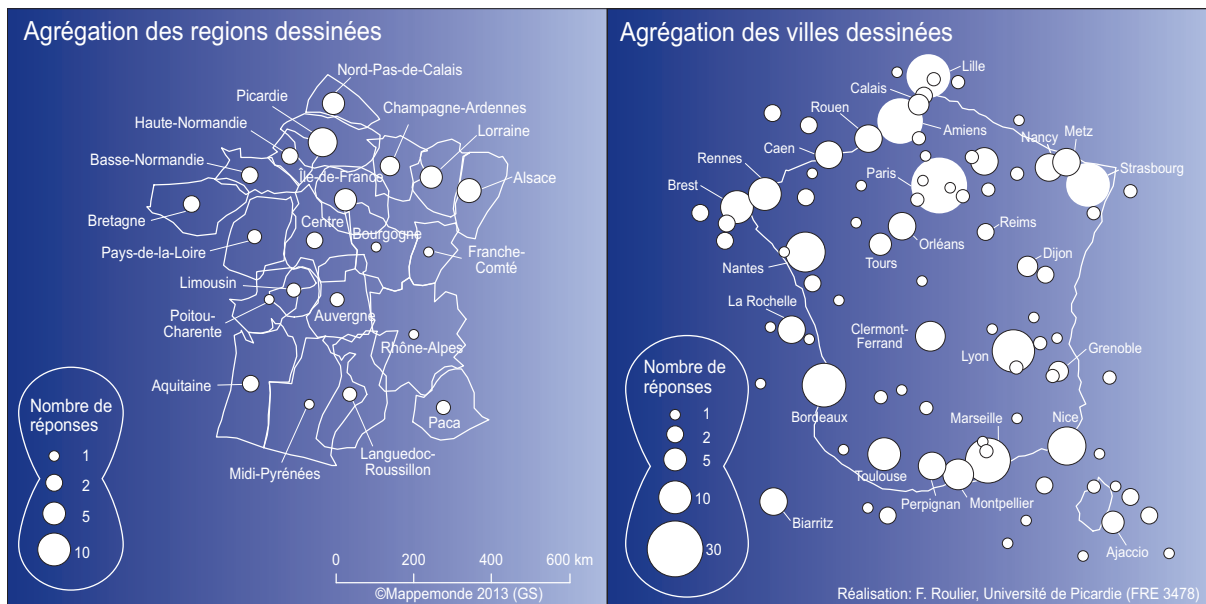 Agrégation des regions dessinées
Nord-Pas-de-Calais
Picardie
Champagne-Ardennes
Haute-Normandie
Lorraine
Basse-Normandie
Île-de-France
Alsace
Bretagne
Centre
Bourgogne
Pays-de-la-Loire
Franche-
Comté
Limousin
Poitou-
Charente
Auvergne
Rhône-Alpes
Aquitaine
Paca
Languedoc-
Roussillon
Midi-Pyrénées
Nombre de
réponses
1
2
5
10
0 200 400 600 km
©Mappemonde 2013 (GS)
Agrégation des villes dessinées
Lille
Calais
Rouen
Amiens
Caen
Nancy
Metz
Rennes
Paris
Strasbourg
Brest
Reims
Orléans
Tours
Nantes
Dijon
La Rochelle
Clermont-
Ferrand
Lyon
Grenoble
Bordeaux
Marseille
Nice
Toulouse
Perpignan
Montpellier
Biarritz
Ajaccio
Nombre de
réponses
1
2
5
10
30
Réalisation: F. Roulier, Université de Picardie (FRE 3478)